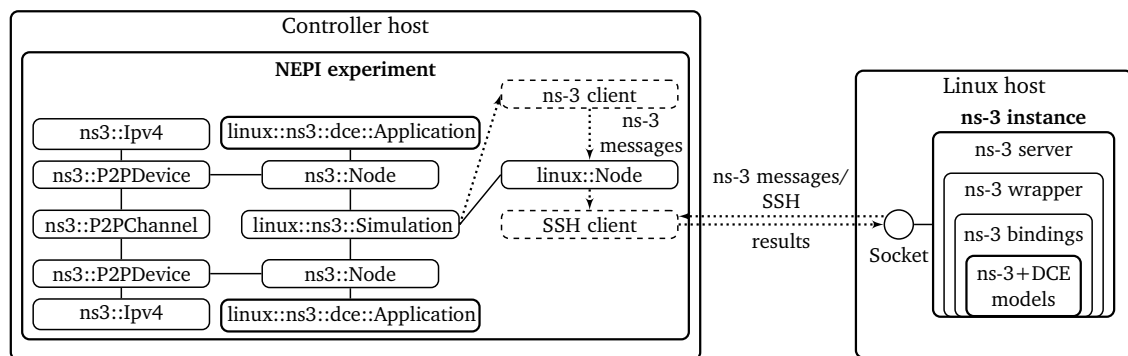 Controller host
NEPI experiment
ns-3 client
ns-3
messages
ns3::Ipv4
linux::ns3::dce::Application
ns3::P2PDevice
ns3::Node
linux::Node
ns3::P2PChannel
linux::ns3::Simulation
SSH client
ns3::P2PDevice
ns3::Node
ns3::Ipv4
linux::ns3::dce::Application
ns-3 messages/
SSH
results
Linux host
ns-3 instance
ns-3 server
ns-3 wrapper
ns-3 bindings
ns-3+DCE
models
Socket